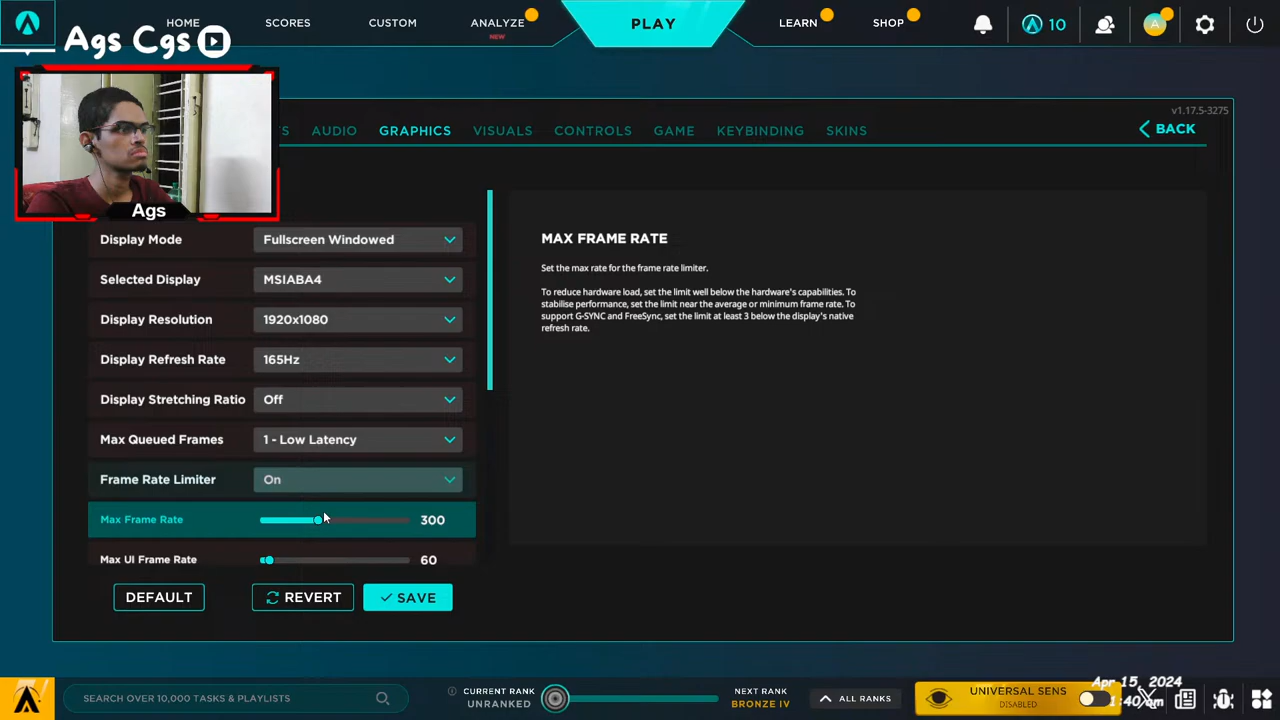 HOME
SCORES
CUSTOM
ANALYZE
NEW
PLAY
LEARN
SHOP
10
A
Ags Cgs
v1.17.5-3275
AUDIO
GRAPHICS
VISUALS
CONTROLS
GAME
KEYBINDING
SKINS
BACK
Ags
Display Mode
Fullscreen Windowed
Selected Display
MSIABA4
Display Resolution
1920x1080
Display Refresh Rate
165Hz
Display Stretching Ratio
Off
Max Queued Frames
1 - Low Latency
Frame Rate Limiter
On
Max Frame Rate
300
Max UI Frame Rate
60
MAX FRAME RATE
Set the max rate for the frame rate limiter.
To reduce hardware load, set the limit well below the hardware's capabilities. To
stabilise performance, set the limit near the average or minimum frame rate. To
support G-SYNC and FreeSync, set the limit at least 3 below the display's native
refresh rate.
DEFAULT
REVERT
SAVE
SEARCH OVER 10,000 TASKS & PLAYLISTS
CURRENT RANK
UNRANKED
NEXT RANK
BRONZE IV
ALL RANKS
UNIVERSAL SENS
DISABLED
Apr 15, 2024
1:40 am